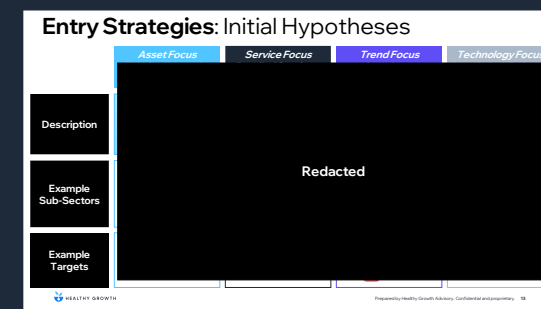 Entry Strategies: Initial Hypotheses
Asset Focus
Service Focus
Trend Focus
Technology Focus
Description
Redacted
Example
Sub-Sectors
Example
Targets
HEALTHY GROWTH
Prepared by Healthy Growth Advisory. Confidential and proprietary. 13